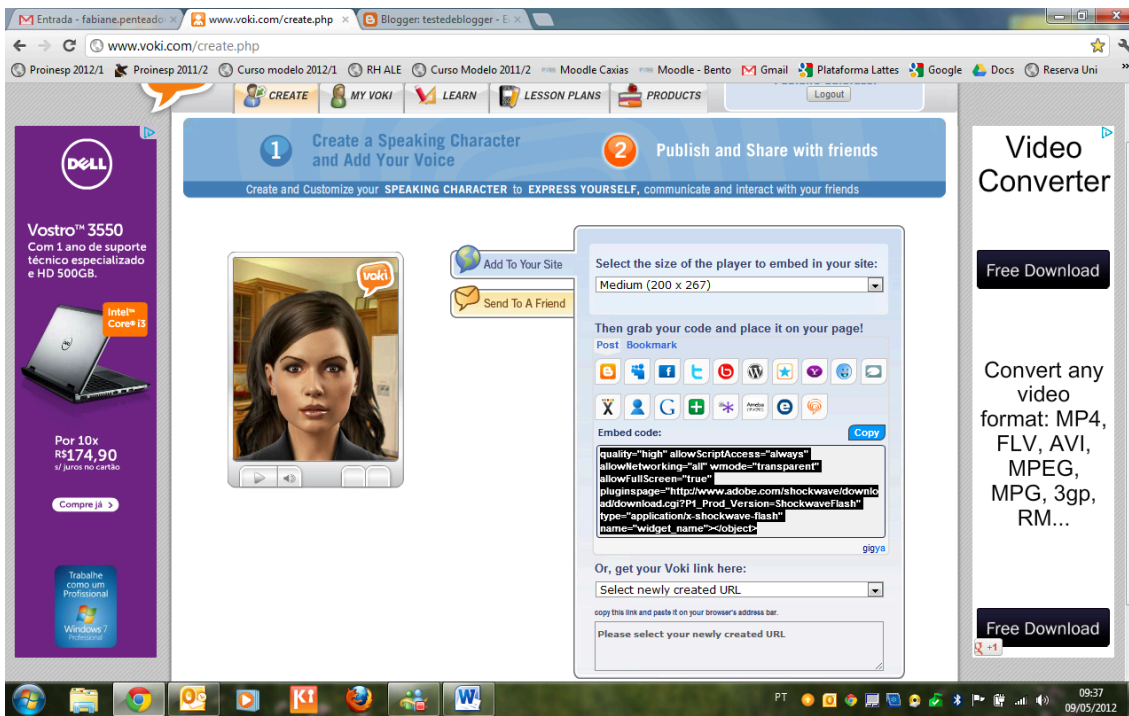 Entrada - fabiane.penteado
www.voki.com/create.php
Blogger: testedeblogger - E
www.voki.com/create.php
Proinesp 2012/1
Proinesp 2011/2
Curso modelo 2012/1
RH ALE
Curso Modelo 2011/2
Moodle Caxias
Moodle - Bento
Gmail
Plataforma Lattes
Google
Docs
Reserva Uni
»
CREATE
MY VOKI
LEARN
LESSON PLANS
PRODUCTS
Logout
1
Create a Speaking Character
and Add Your Voice
2
Publish and Share with friends
Create and Customize your SPEAKING CHARACTER to EXPRESS YOURSELF, communicate and interact with your friends
DELL
Vostro™ 3550
Com 1 ano de suporte
técnico especializado
e HD 500GB.
Intel™
Core® i3
Por 10x
R$174,90
s/ juros no cartão
Compre já
Trabalhe
como um
Profissional
Windows 7
Professional
voki
Add To Your Site
Send To A Friend
Select the size of the player to embed in your site:
Medium (200 x 267)
Then grab your code and place it on your page!
Post Bookmark
Embed code:
Copy
quality="high" allowScriptAccess="always"
allowNetworking="all" wmode="transparent"
allowFullScreen="true"
pluginspage="http://www.adobe.com/shockwave/downlo
ad/download.cgi?P1_Prod_Version=ShockwaveFlash"
type="application/x-shockwave-flash"
name="widget_name"></object>
gigya
Or, get your Voki link here:
Select newly created URL
copy this link and paste it on your browser's address bar.
Please select your newly created URL
Video
Converter
Free Download
Convert any
video
format: MP4,
FLV, AVI,
MPEG,
MPG, 3gp,
RM...
Free Download
+1
PT
09:37
09/05/2012